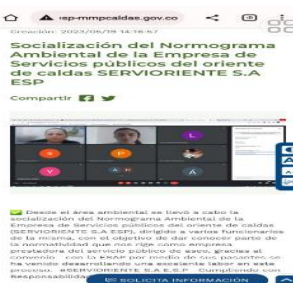 isp-mmpcaldas.gov.co
Creación: 2023/05/19 14:16:57
Socialización del Normograma
Ambiental de la Empresa de
Servicios públicos del oriente
de caldas SERVIORIENTE S.A
ESP
Compartir
L
S
P
A
Y
Desde el área ambiental se llevó a cabo la
socialización del Normograma Ambiental de la
Empresa de Servicios públicos del oriente de caldas
(SERVIORIENTE S.A ESP), dirigido a varios funcionarios
de la misma, con el objetivo de dar conocer parte de
la normatividad que nos rige como empresa
prestadora del servicio público de aseo, gracias al
convenio con la ESAP por medio de sus pasantes se
ha venido desarrollando una excelente labor en este
proceso. #SERVIORIENTE S.A E.S.P Cumpliendo con
Responsabilida
SOLICITA INFORMACIÓN